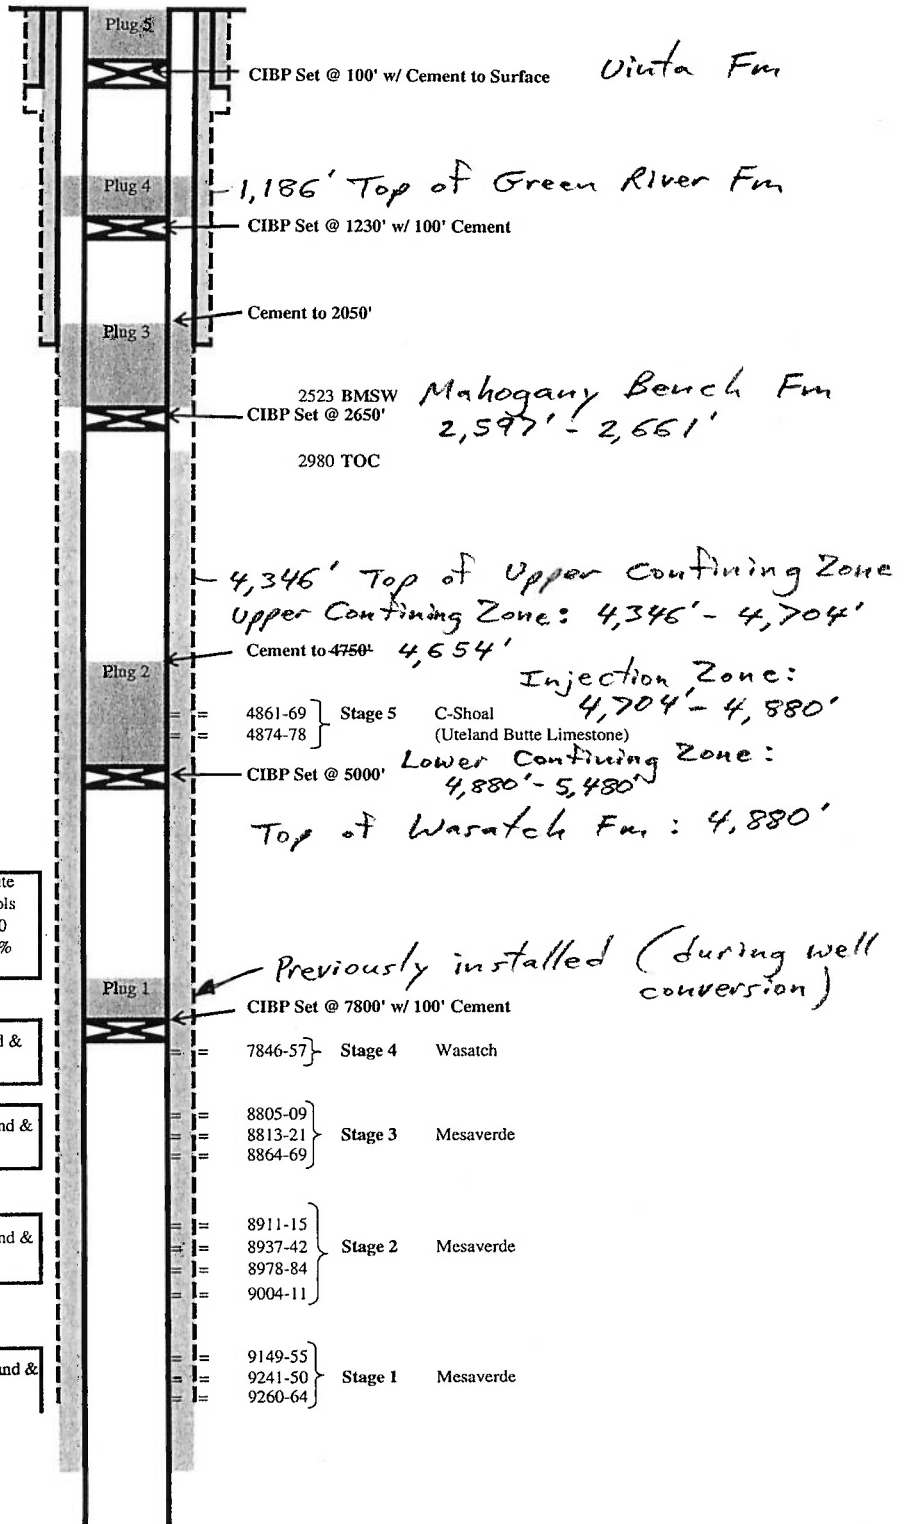 Plug 5
CIBP Set @ 100' w/ Cement to Surface Uinta Fm
Plug 4
1,186' Top of Green River Fm
CIBP Set @ 1230' w/ 100' Cement
Cement to 2050'
Plug 3
2523 BMSW Mahogany Bench Fm
CIBP Set @ 2650' 2,597' - 2,661'
2980 TOC
4,346' Top of Upper Confining Zone
Upper Confining Zone: 4,346' - 4,704'
Cement to 4750' 4,654'
Plug 2
Injection Zone:
4,704' - 4,880'
4861-69 Stage 5 C-Shoal
4874-78 (Uteland Butte Limestone)
Lower Confining Zone:
CIBP Set @ 5000' 4,880' - 5,480'
Top of Wasatch Fm: 4,880'
%
Previously installed (during well
conversion)
Plug 1
CIBP Set @ 7800' w/ 100' Cement
&
7846-57 Stage 4 Wasatch
8805-09
&
8813-21 Stage 3 Mesaverde
8864-69
8911-15
&
8937-42 Stage 2 Mesaverde
8978-84
9004-11
9149-55
&
9241-50 Stage 1 Mesaverde
9260-64